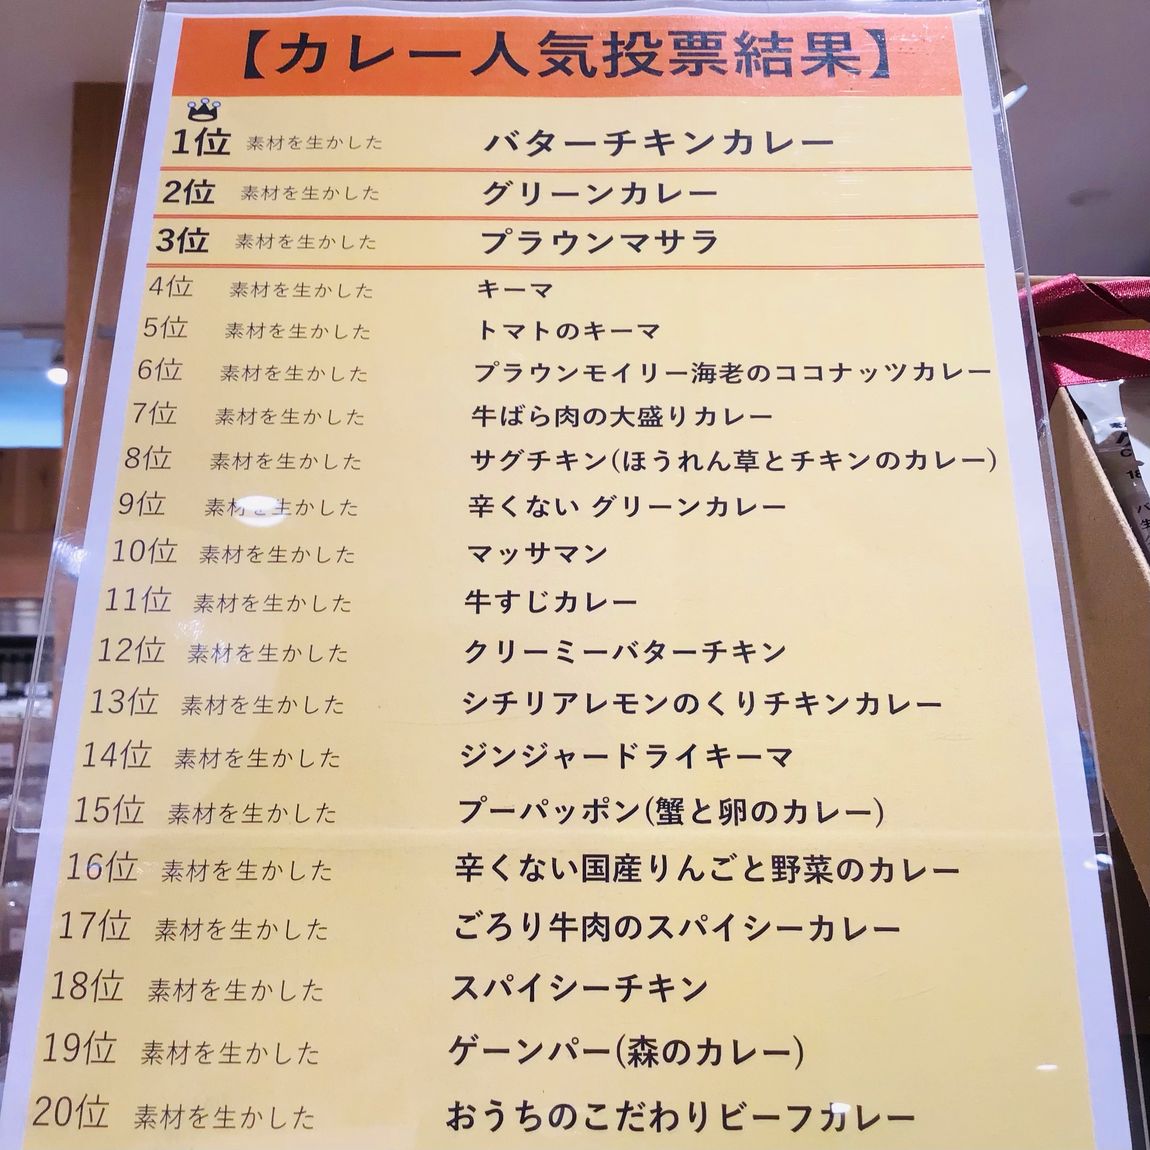 【カレー人気投票結果】
1位 素材を生かした バターチキンカレー
2位 素材を生かした グリーンカレー
3位 素材を生かした プラウンマサラ
4位 素材を生かした キーマ
5位 素材を生かした トマトのキーマ
6位 素材を生かした プラウンモイリー海老のココナッツカレー
7位 素材を生かした 牛ばら肉の大盛りカレー
8位 素材を生かした サグチキン(ほうれん草とチキンのカレー)
9位 素材を生かした 辛くない グリーンカレー
10位 素材を生かした マッサマン
11位 素材を生かした 牛すじカレー
12位 素材を生かした クリーミーバターチキン
13位 素材を生かした シチリアレモンのくりチキンカレー
14位 素材を生かした ジンジャードライキーマ
15位 素材を生かした プーパッポン(蟹と卵のカレー)
16位 素材を生かした 辛くない国産りんごと野菜のカレー
17位 素材を生かした ごろり牛肉のスパイシーカレー
18位 素材を生かした スパイシーチキン
19位 素材を生かした ゲーンパー(森のカレー)
20位 素材を生かした おうちのこだわりビーフカレー